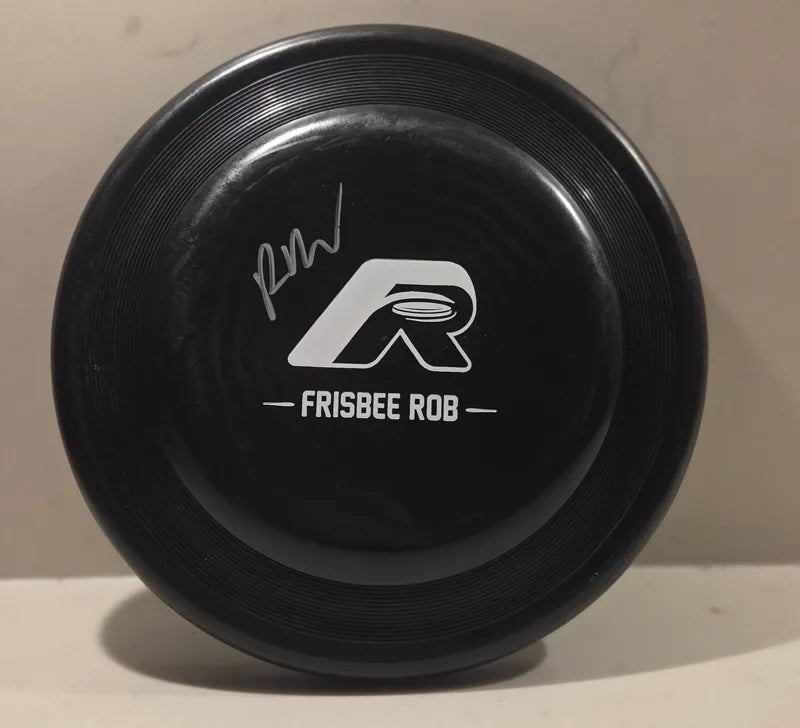 R
— FRISBEE ROB —